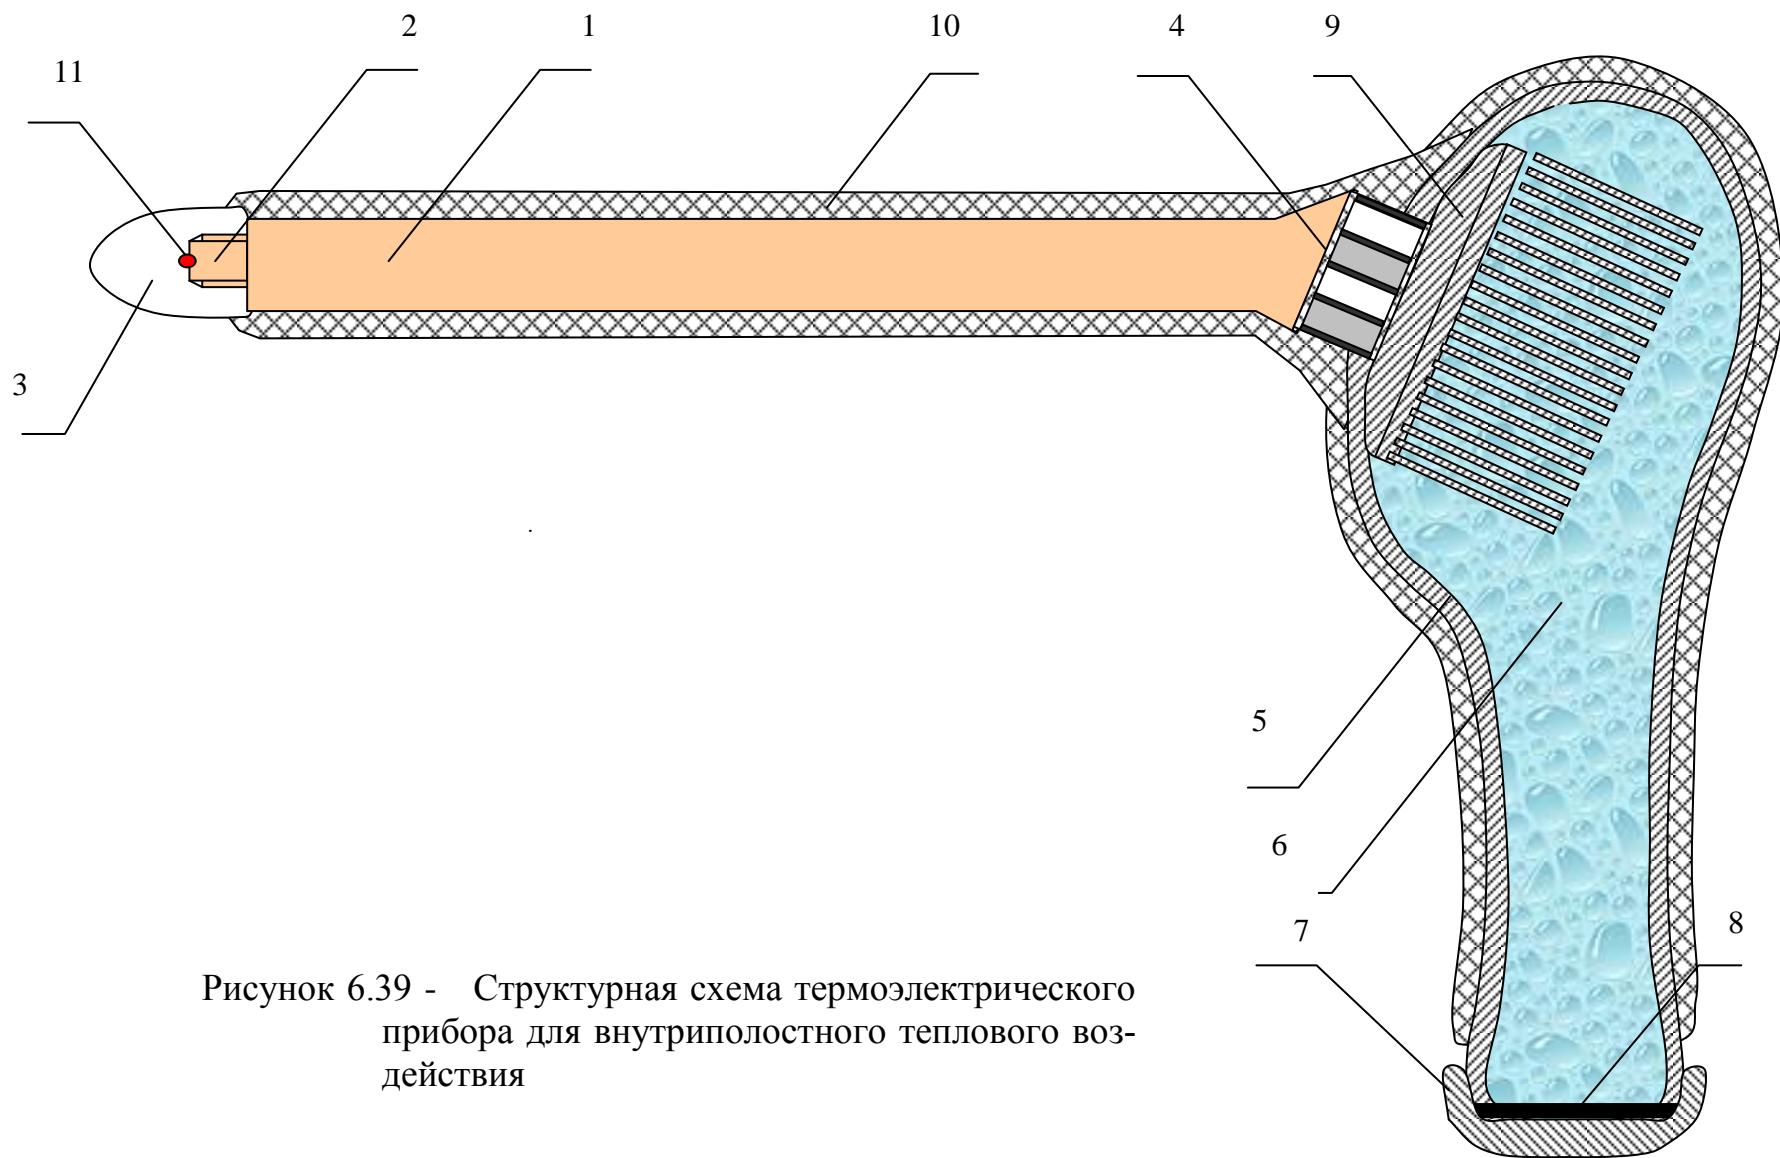 2 1 10 4 9
11
3
5
6
7 8
Рисунок 6.39 - Структурная схема термоэлектрического
прибора для внутриполостного теплового воз-
действия